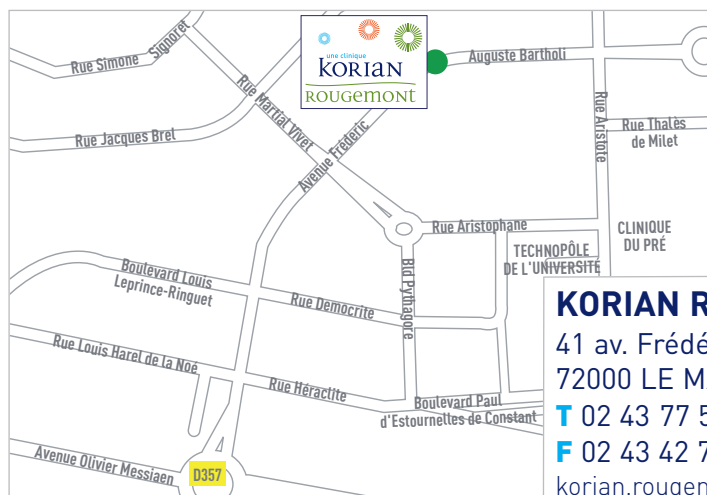 une clinique
KORIAN
ROUGEMONT
Rue Simone Signoret
Auguste Bartholi
Rue Martial Vivet
Rue Jacques Brel
Avenue Fréderic
Rue Aristote
Rue Thalès
de Milet
Rue Aristophane
CLINIQUE
DU PRÉ
TECHNOPÔLE
DE L'UNIVERSITÉ
Boulevard Louis
Leprince-Ringuet
Rue Democrite
Bld Pythagore
Rue Louis Harel de la Noë
Rue Héraclite
Boulevard Paul
d'Estournelles de Constant
Avenue Olivier Messiaen
D357
KORIAN R
41 av. Frédé
72000 LE M
T 02 43 77 5
F 02 43 42 7
korian.rougem